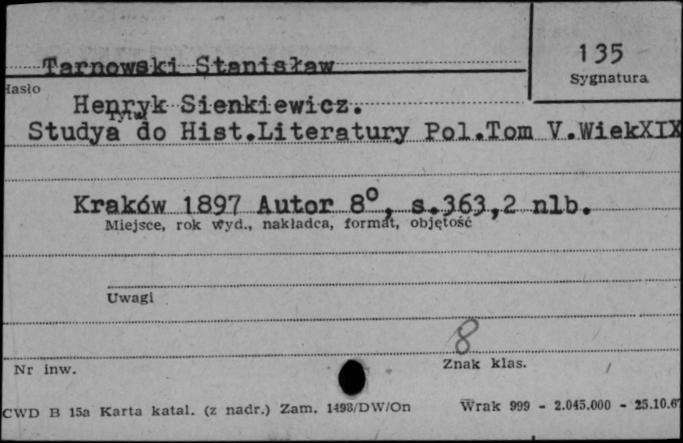 135
Tarnowski Stanisław
Sygnatura
Hasło
Henryk Sienkiewicz.
Tytuł
Studya do Hist.Literatury Pol.Tom V.WiekXIX
Kraków 1897 Autor 8°, s.363,2 nlb.
Miejsce, rok wyd., nakładca, format, objętość
Uwagi
8
Nr inw.
Znak klas.
CWD B 15a Karta katal. (z nadr.) Zam. 1498/DW/On Wrak 999 - 2.045.000 - 25.10.67